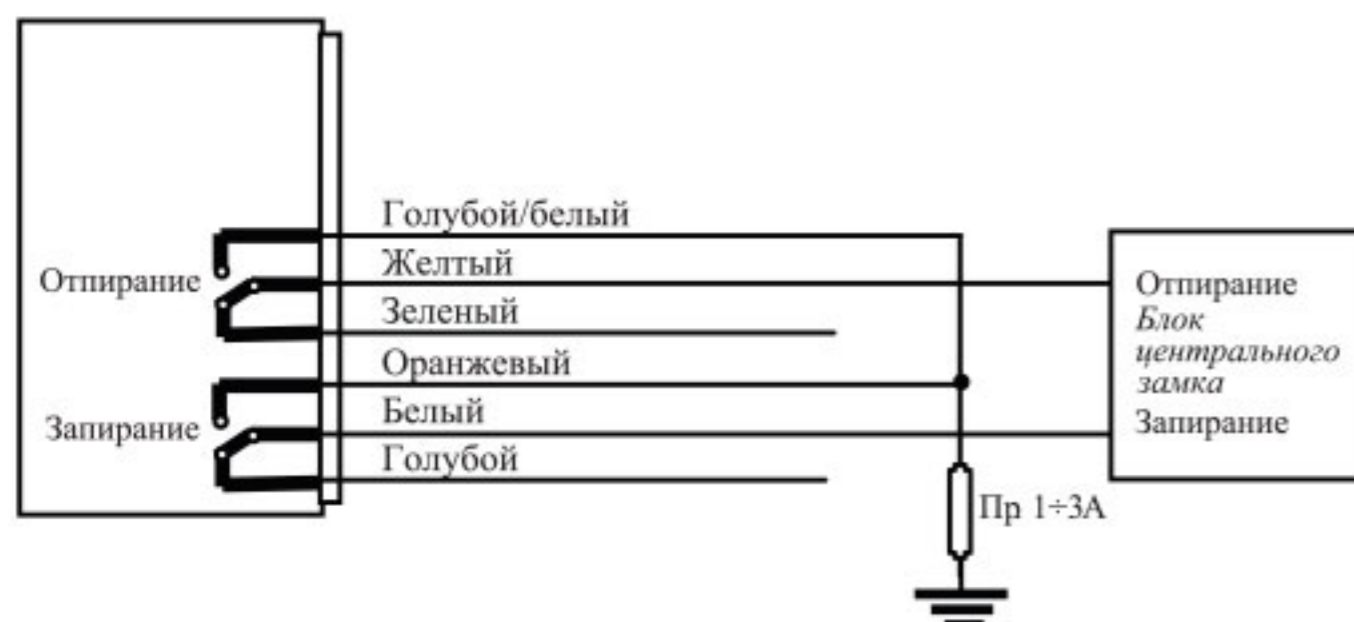 Голубой/белый
Желтый
Отпирание
Зеленый
Оранжевый
Белый
Запирание
Голубой
Отпирание
Блок
центрального
замка
Запирание
Пр 1÷3А